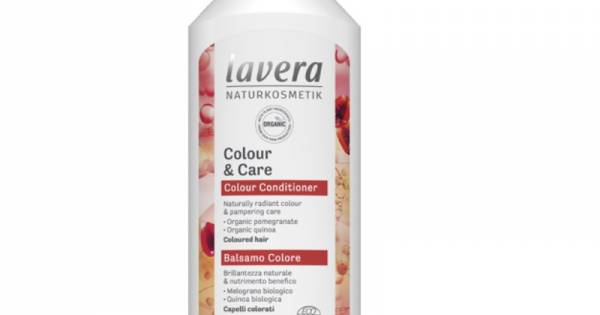 lavera
NATURKOSMETIK
ORGANIC
Colour
& Care
Colour Conditioner
Naturally radiant colour
& pampering care
• Organic pomegranate
• Organic quinoa
Coloured hair
Balsamo Colore
Brillantezza naturale
& nutrimento benefico
• Melograno biologico
• Quinoa biologica
Capelli colorati